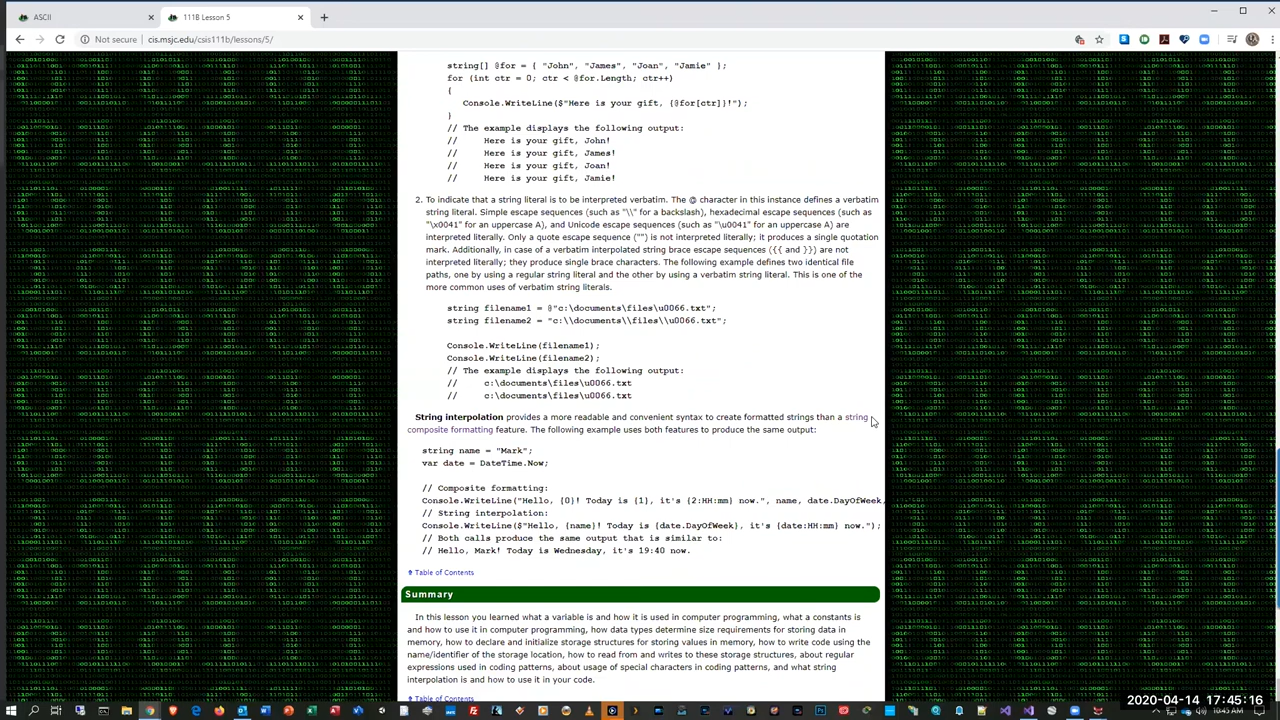 ASCII
111B Lesson 5
Not secure
cis.msjc.edu/csis111b/lessons/5/
string[] @for = { "John", "James", "Joan", "Jamie" };
for (int ctr = 0; ctr < @for.Length; ctr++)
{
Console.WriteLine($"Here is your gift, {@for[ctr]}!");
}
// The example displays the following output:
//     Here is your gift, John!
//     Here is your gift, James!
//     Here is your gift, Joan!
//     Here is your gift, Jamie!
2. To indicate that a string literal is to be interpreted verbatim. The @ character in this instance defines a verbatim
string literal. Simple escape sequences (such as "\\" for a backslash), hexadecimal escape sequences (such as
"\x0041" for an uppercase A), and Unicode escape sequences (such as "\u0041" for an uppercase A) are
interpreted literally. Only a quote escape sequence ("") is not interpreted literally; it produces a single quotation
mark. Additionally, in case of a verbatim interpolated string brace escape sequences ({{ and }}) are not
interpreted literally; they produce single brace characters. The following example defines two identical file
paths, one by using a regular string literal and the other by using a verbatim string literal. This is one of the
more common uses of verbatim string literals.
string filename1 = @"c:\documents\files\u0066.txt";
string filename2 = "c:\\documents\\files\\u0066.txt";
Console.WriteLine(filename1);
Console.WriteLine(filename2);
// The example displays the following output:
//     c:\documents\files\u0066.txt
//     c:\documents\files\u0066.txt
String interpolation provides a more readable and convenient syntax to create formatted strings than a string
composite formatting feature. The following example uses both features to produce the same output:
string name = "Mark";
var date = DateTime.Now;
// Composite formatting:
Console.WriteLine("Hello, {0}! Today is {1}, it's {2:HH:mm} now.", name, date.DayOfWeek,
// String interpolation:
Console.WriteLine($"Hello, {name}! Today is {date.DayOfWeek}, it's {date:HH:mm} now.");
// Both calls produce the same output that is similar to:
// Hello, Mark! Today is Wednesday, it's 19:40 now.
Table of Contents
Summary
In this lesson you learned what a variable is and how it is used in computer programming, what a constants is
and how to use it in computer programming, how data types determine size requirements for storing data in
memory, how to declare and initialize storage structures for storing values in memory, how to write code using the
name/identifier of the storage location, how to read from and writes to these storage structures, about regular
expressions used in coding patterns, about usage of special characters in coding patterns, and what string
interpolation is and how to use it in your code.
Table of Contents
2020-04-14 17:45:16